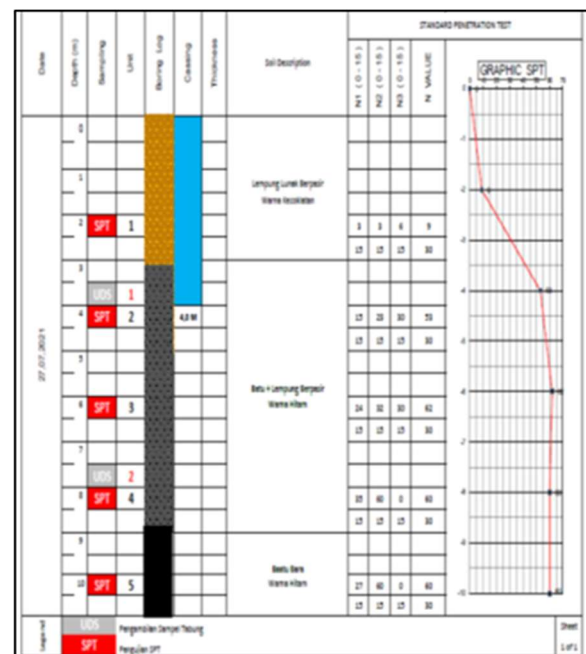 STANDARD PENETRATION TEST
Date
Depth (m)
Sampling
Unit
Boring Log
Cassing
Thickness
Soil Description
N1 ( 0 - 15 )
N2 ( 0 - 15 )
N3 ( 0 - 15 )
N VALUE
GRAPHIC SPT
27.07.2021
0
1
Lempung Lunak Berpasir
Warna Kecoklatan
2 SPT 1 3 3 6 9
15 15 15 30
3
UDS 1
4 SPT 2 4,0 M 15 23 30 53
15 15 15 30
5
Batu + Lempung Berpasir
Warna Hitam
6 SPT 3 24 32 30 62
15 15 15 30
7
UDS 2
8 SPT 4 60 0 60
15 15 15 30
9
Warna Hitam
10 SPT 5 27 60 0 60
15 15 15 30
Legend
UDS Pengambilan Sampel Tabung
SPT Pengujian SPT
Sheet
1 of 1